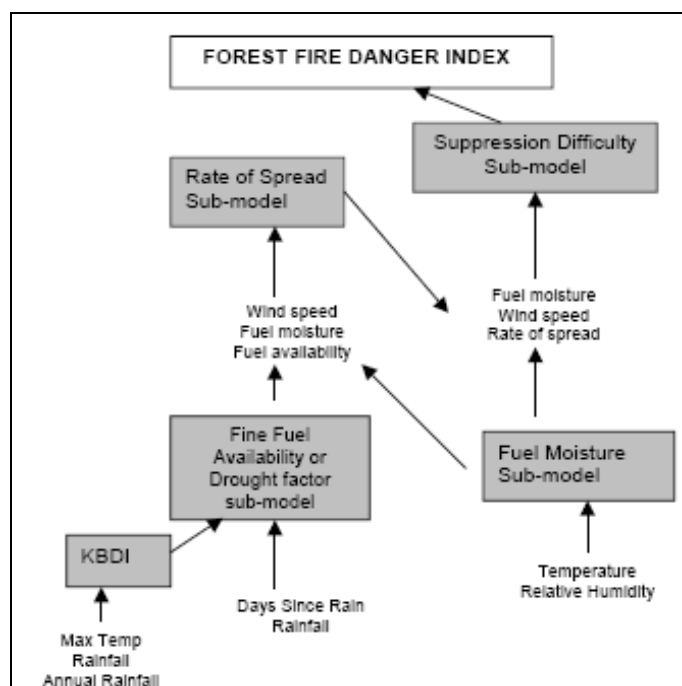 FOREST FIRE DANGER INDEX
Suppression Difficulty
Sub-model
Rate of Spread
Sub-model
Wind speed
Fuel moisture
Fuel availability
Fuel moisture
Wind speed
Rate of spread
Fine Fuel
Availability or
Drought factor
sub-model
Fuel Moisture
Sub-model
KBDI
Days Since Rain
Rainfall
Temperature
Relative Humidity
Max Temp
Rainfall
Annual Rainfall